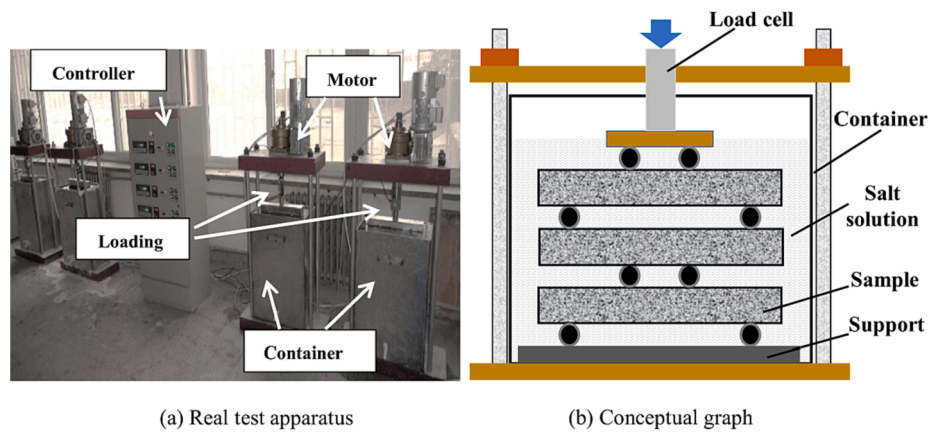 Controller
Motor
Loading
Container
Load cell
Container
Salt
solution
Sample
Support
(a) Real test apparatus
(b) Conceptual graph